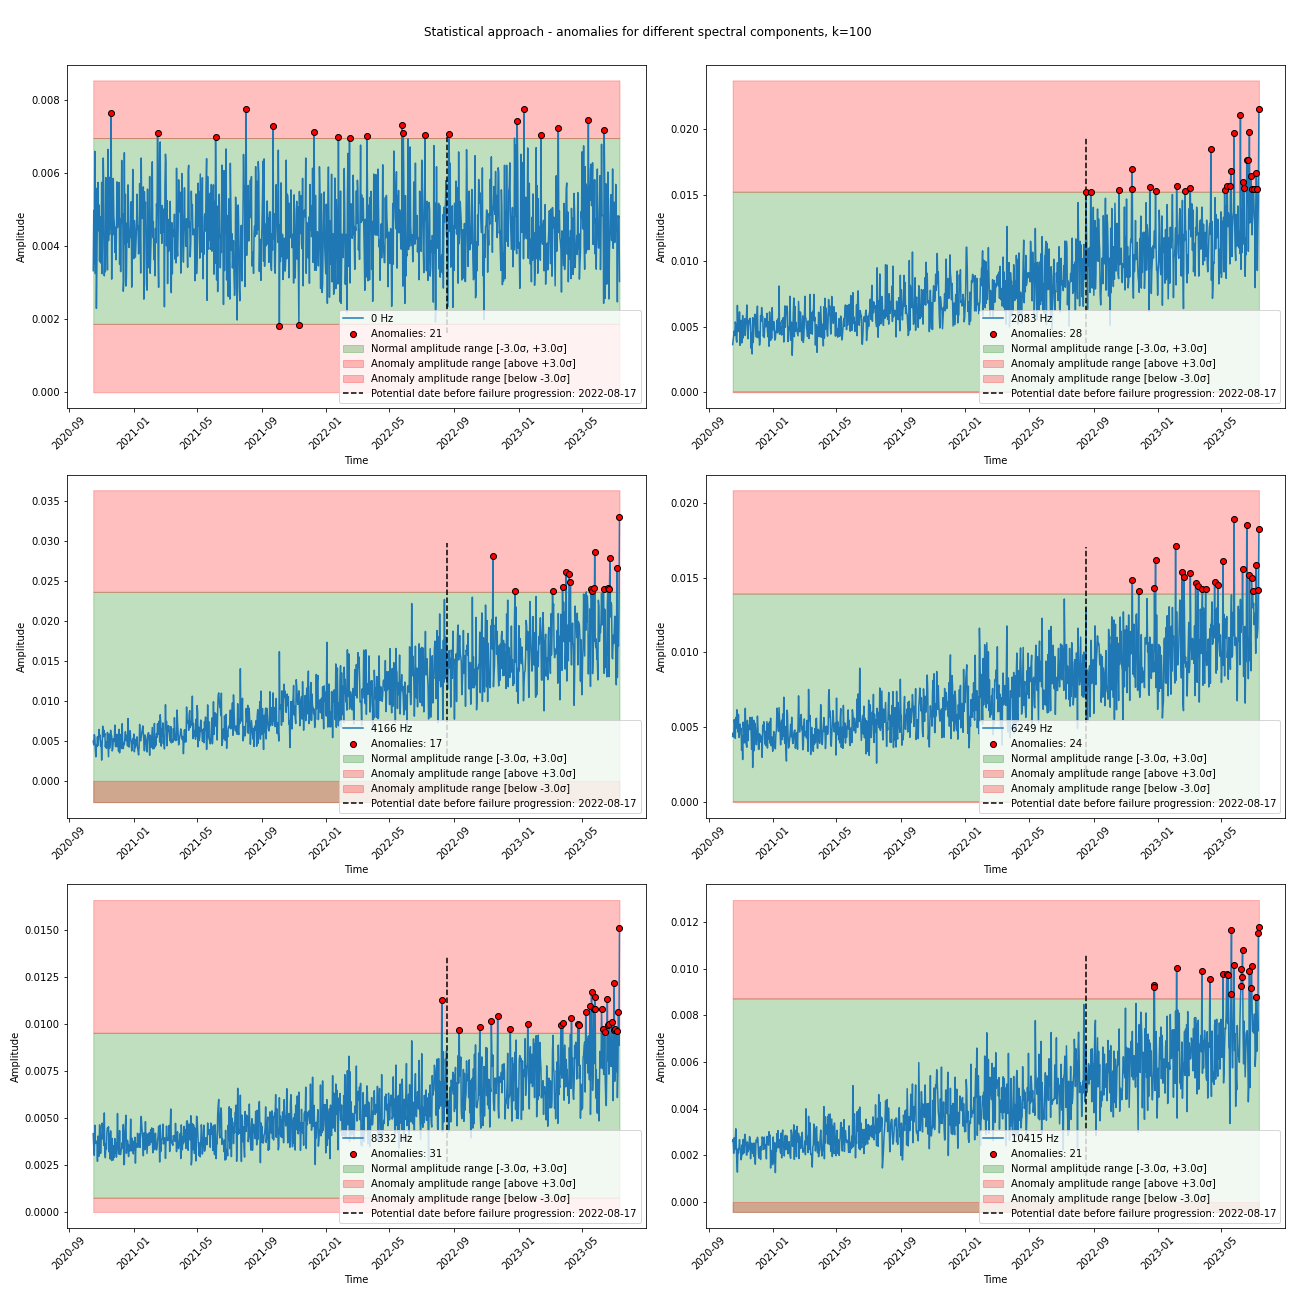 Statistical approach - anomalies for different spectral components, k=100
0.008
0.006
0.004
0.002
0.000
Amplitude
0 Hz
Anomalies: 21
Normal amplitude range [-3.0σ, +3.0σ]
Anomaly amplitude range [above +3.0σ]
Anomaly amplitude range [below -3.0σ]
Potential date before failure progression: 2022-08-17
2020-09
2021-01
2021-05
2021-09
2022-01
2022-05
2022-09
2023-01
2023-05
Time
0.020
0.015
0.010
0.005
0.000
Amplitude
2083 Hz
Anomalies: 28
Normal amplitude range [-3.0σ, +3.0σ]
Anomaly amplitude range [above +3.0σ]
Anomaly amplitude range [below -3.0σ]
Potential date before failure progression: 2022-08-17
2020-09
2021-01
2021-05
2021-09
2022-01
2022-05
2022-09
2023-01
2023-05
Time
0.035
0.030
0.025
0.020
0.015
0.010
0.005
0.000
Amplitude
4166 Hz
Anomalies: 17
Normal amplitude range [-3.0σ, +3.0σ]
Anomaly amplitude range [above +3.0σ]
Anomaly amplitude range [below -3.0σ]
Potential date before failure progression: 2022-08-17
2020-09
2021-01
2021-05
2021-09
2022-01
2022-05
2022-09
2023-01
2023-05
Time
0.020
0.015
0.010
0.005
0.000
Amplitude
6249 Hz
Anomalies: 24
Normal amplitude range [-3.0σ, +3.0σ]
Anomaly amplitude range [above +3.0σ]
Anomaly amplitude range [below -3.0σ]
Potential date before failure progression: 2022-08-17
2020-09
2021-01
2021-05
2021-09
2022-01
2022-05
2022-09
2023-01
2023-05
Time
0.0150
0.0125
0.0100
0.0075
0.0050
0.0025
0.0000
Amplitude
8332 Hz
Anomalies: 31
Normal amplitude range [-3.0σ, +3.0σ]
Anomaly amplitude range [above +3.0σ]
Anomaly amplitude range [below -3.0σ]
Potential date before failure progression: 2022-08-17
2020-09
2021-01
2021-05
2021-09
2022-01
2022-05
2022-09
2023-01
2023-05
Time
0.012
0.010
0.008
0.006
0.004
0.002
0.000
Amplitude
10415 Hz
Anomalies: 21
Normal amplitude range [-3.0σ, +3.0σ]
Anomaly amplitude range [above +3.0σ]
Anomaly amplitude range [below -3.0σ]
Potential date before failure progression: 2022-08-17
2020-09
2021-01
2021-05
2021-09
2022-01
2022-05
2022-09
2023-01
2023-05
Time